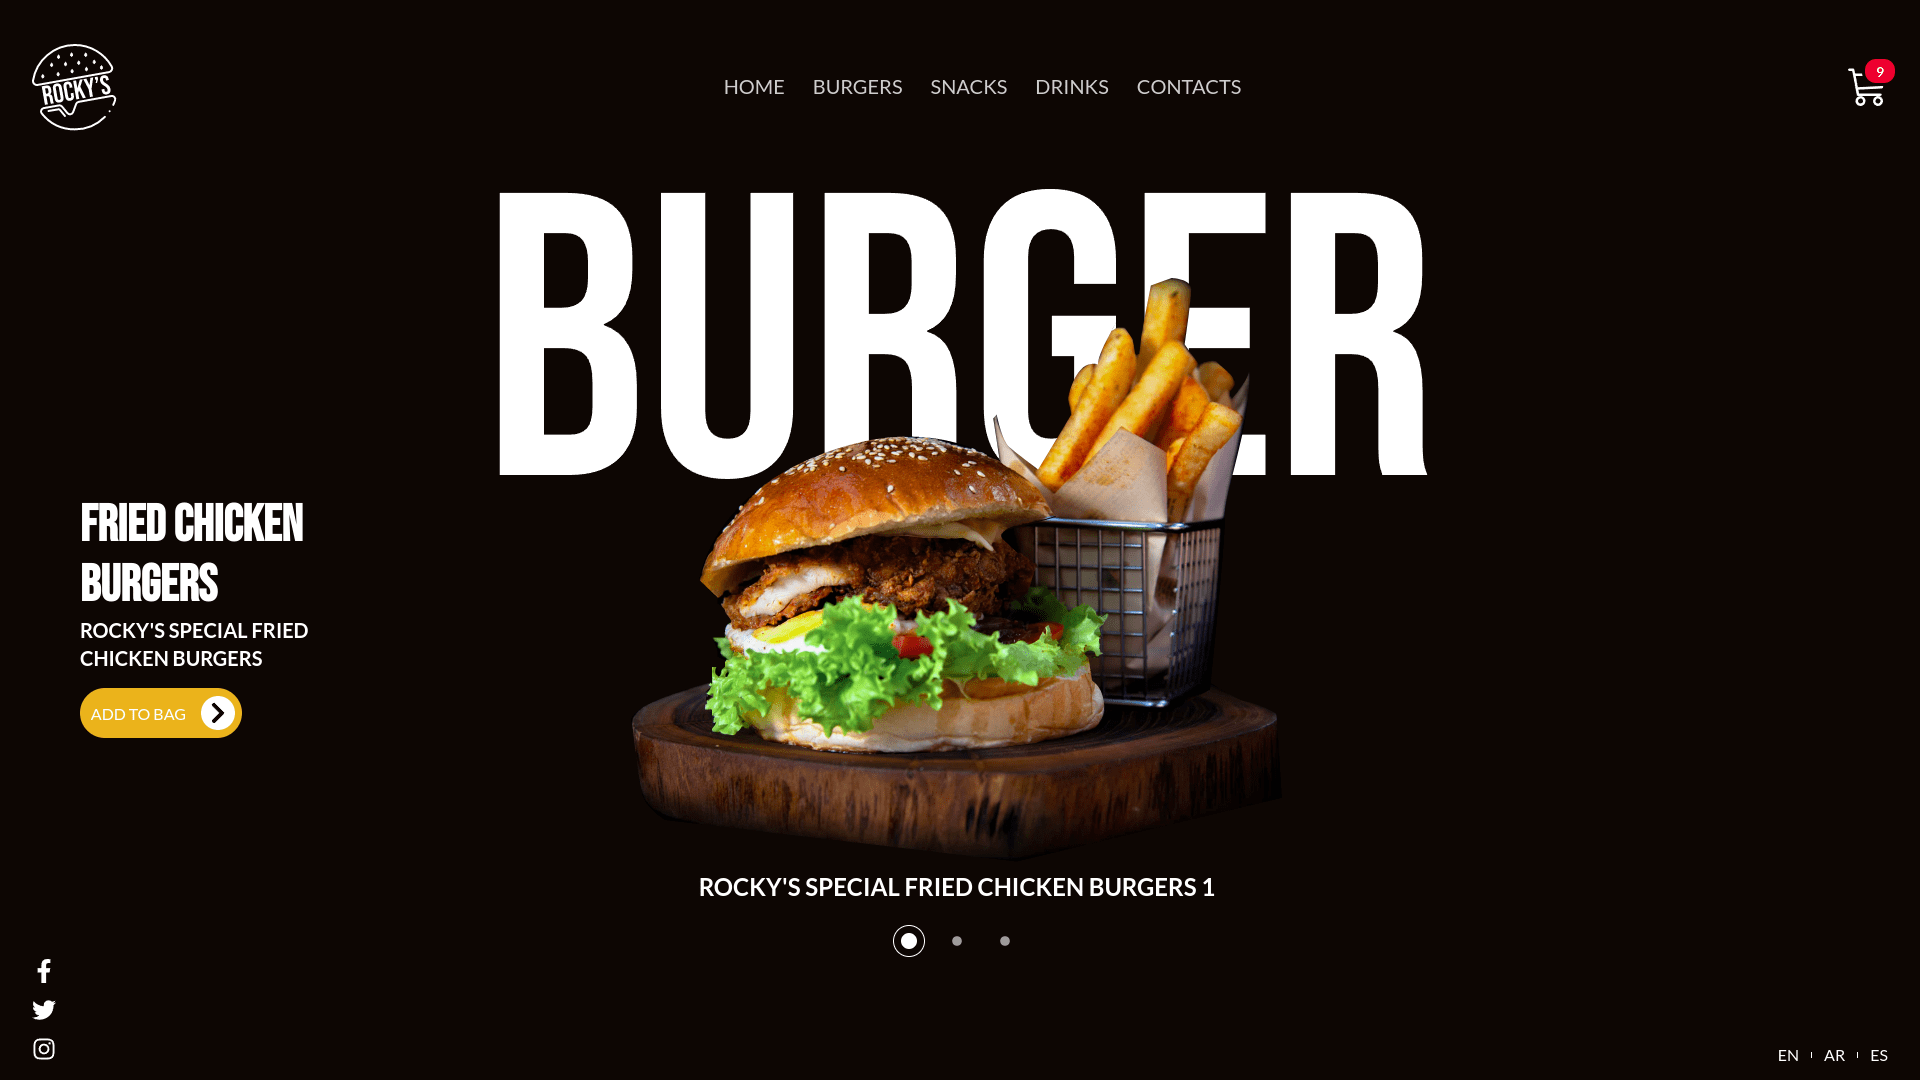 ROCKY'S
HOME BURGERS SNACKS DRINKS CONTACTS
9
BURGER
FRIED CHICKEN
BURGERS
ROCKY'S SPECIAL FRIED
CHICKEN BURGERS
ADD TO BAG
ROCKY'S SPECIAL FRIED CHICKEN BURGERS 1
EN AR ES